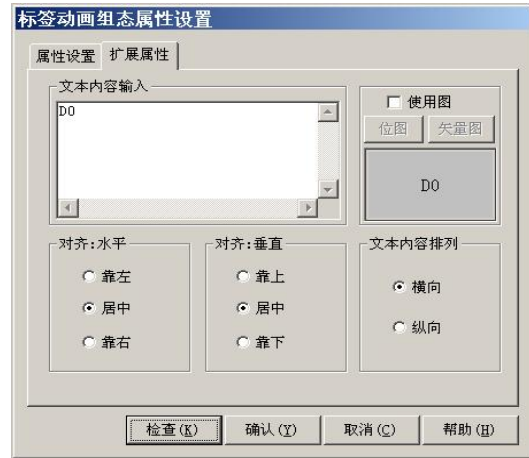 标签动画组态属性设置
属性设置 扩展属性
文本内容输入
D0
使用图
位图 矢量图
D0
对齐:水平
靠左
居中
靠右
对齐:垂直
靠上
居中
靠下
文本内容排列
横向
纵向
检查(K) 确认(Y) 取消(C) 帮助(H)